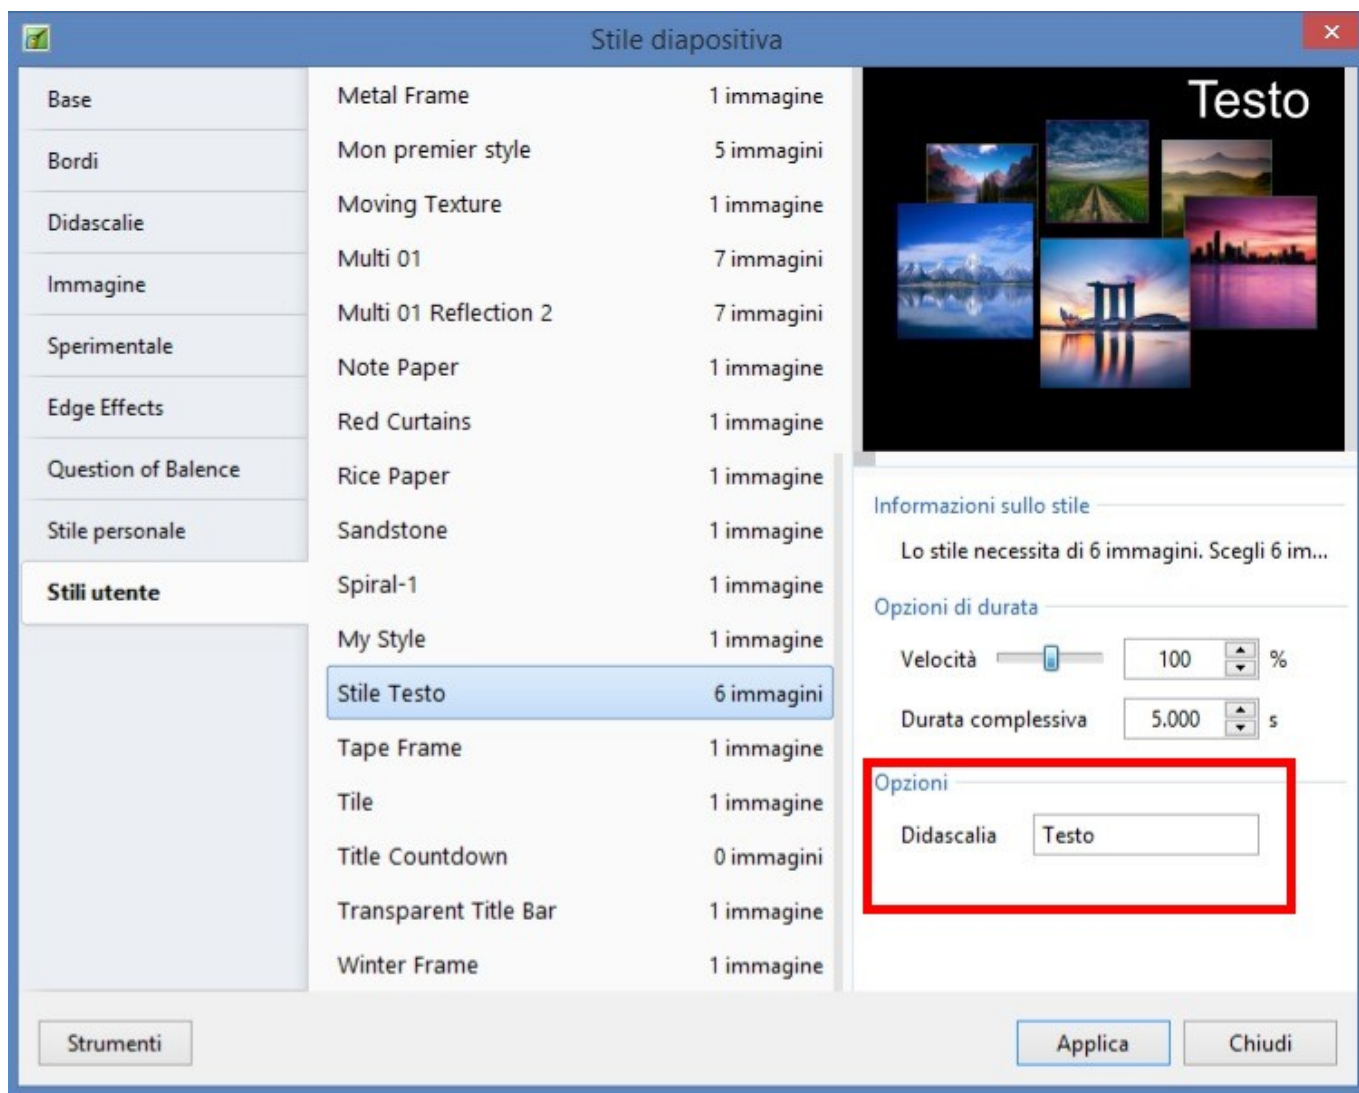 Stile diapositiva
Base
Bordi
Didascalie
Immagine
Sperimentale
Edge Effects
Question of Balence
Stile personale
Stili utente
Metal Frame 1 immagine
Mon premier style 5 immagini
Moving Texture 1 immagine
Multi 01 7 immagini
Multi 01 Reflection 2 7 immagini
Note Paper 1 immagine
Red Curtains 1 immagine
Rice Paper 1 immagine
Sandstone 1 immagine
Spiral-1 1 immagine
My Style 1 immagine
Stile Testo 6 immagini
Tape Frame 1 immagine
Tile 1 immagine
Title Countdown 0 immagini
Transparent Title Bar 1 immagine
Winter Frame 1 immagine
Testo
Informazioni sullo stile
Lo stile necessita di 6 immagini. Scegli 6 im...
Opzioni di durata
Velocità 100 %
Durata complessiva 5.000 s
Opzioni
Didascalia Testo
Strumenti
Applica
Chiudi